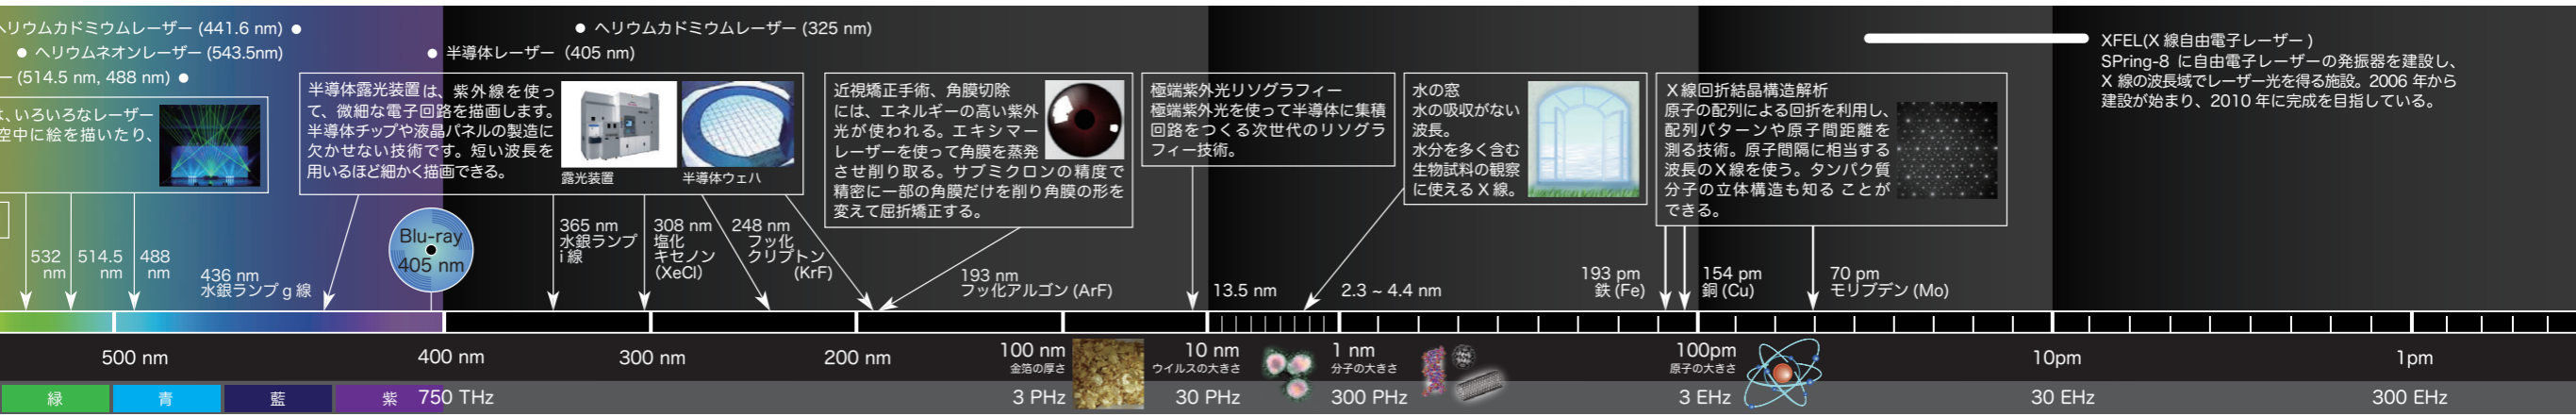 ヘリウムカドミウムレーザー (441.6 nm) ●
● ヘリウムネオンレーザー (543.5nm)
ー (514.5 nm, 488 nm) ●
● ヘリウムカドミウムレーザー (325 nm)
● 半導体レーザー（405 nm)
は、いろいろなレーザー
空中に絵を描いたり、
半導体露光装置は、紫外線を使っ
て、微細な電子回路を描画します。
半導体チップや液晶パネルの製造に
欠かせない技術です。短い波長を
用いるほど細かく描画できる。
露光装置
半導体ウェハ
近視矯正手術、角膜切除
には、エネルギーの高い紫外
光が使われる。エキシマー
レーザーを使って角膜を蒸発
させ削り取る。サブミクロンの精度で
精密に一部の角膜だけを削り角膜の形を
変えて屈折矯正する。
極端紫外光リソグラフィー
極端紫外光を使って半導体に集積
回路をつくる次世代のリソグラ
フィー技術。
水の窓
水の吸収がない
波長。
水分を多く含む
生物試料の観察
に使える X 線。
X 線回折結晶構造解析
原子の配列による回折を利用し、
配列パターンや原子間距離を
測る技術。原子間隔に相当する
波長のX線を使う。タンパク質
分子の立体構造も知る ことが
できる。
XFEL(X 線自由電子レーザー )
SPring-8 に自由電子レーザーの発振器を建設し、
X 線の波長域でレーザー光を得る施設。2006 年から
建設が始まり、2010 年に完成を目指している。
532
nm
514.5
nm
488
nm
436 nm
水銀ランプ g 線
Blu-ray
405 nm
365 nm
水銀ランプ
i 線
308 nm
塩化
キセノン
(XeCl)
248 nm
フッ化
クリプトン
(KrF)
193 nm
フッ化アルゴン (ArF)
13.5 nm
2.3 ~ 4.4 nm
193 pm
鉄 (Fe)
154 pm
銅 (Cu)
70 pm
モリブデン (Mo)
500 nm
400 nm
300 nm
200 nm
100 nm
金箔の厚さ
10 nm
ウイルスの大きさ
1 nm
分子の大きさ
100pm
原子の大きさ
10pm
1pm
緑
青
藍
紫
750 THz
3 PHz
30 PHz
300 PHz
3 EHz
30 EHz
300 EHz